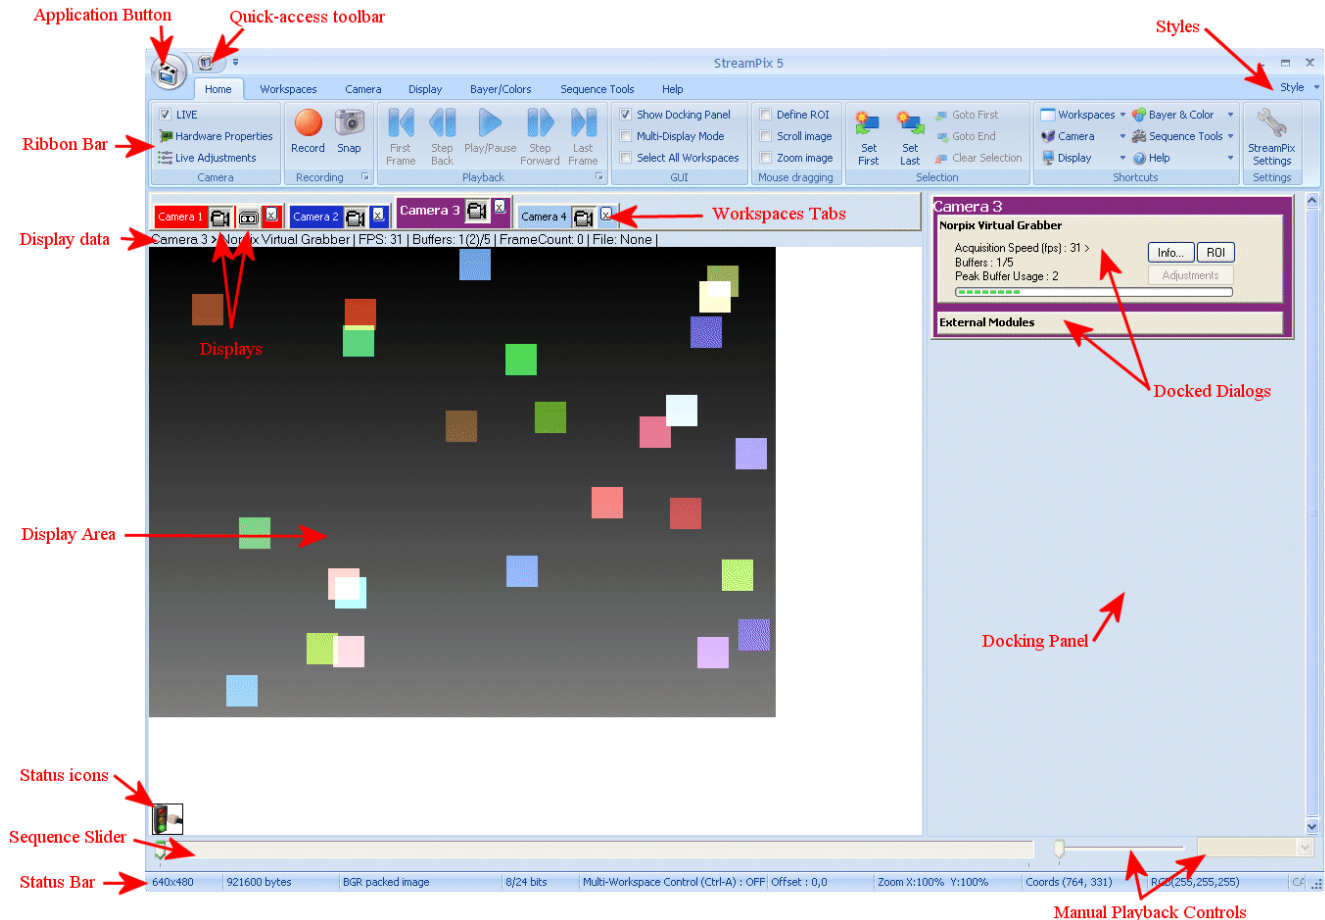 Application Button
Quick-access toolbar
Styles
StreamPix 5
Home Workspaces Camera Display Bayer/Colors Sequence Tools Help Style
LIVE
Hardware Properties
Live Adjustments
Camera
Record Snap
Recording
First Frame
Step Back
Play/Pause
Step Forward
Last Frame
Playback
Show Docking Panel
Multi-Display Mode
Select All Workspaces
GUI
Define ROI
Scroll image
Zoom image
Mouse dragging
Set First
Set Last
Goto First
Goto End
Clear Selection
Selection
Workspaces Bayer & Color
Camera Sequence Tools
Display Help
Shortcuts
StreamPix Settings
Settings
Ribbon Bar
Camera 1 Camera 2 Camera 3 Camera 4
Workspaces Tabs
Display data
Camera 3 > Norpix Virtual Grabber | FPS: 31 | Buffers: 1(2)/5 | FrameCount: 0 | File: None |
Camera 3
Norpix Virtual Grabber
Acquisition Speed (fps) : 31 >
Buffers : 1/5
Peak Buffer Usage : 2
Info... ROI
Adjustments
External Modules
Displays
Docked Dialogs
Display Area
Docking Panel
Status icons
Sequence Slider
Status Bar
640x480 921600 bytes BGR packed image 8/24 bits Multi-Workspace Control (Ctrl-A) : OFF Offset : 0,0 Zoom X:100% Y:100% Coords (764, 331) RGB(255,255,255)
Manual Playback Controls